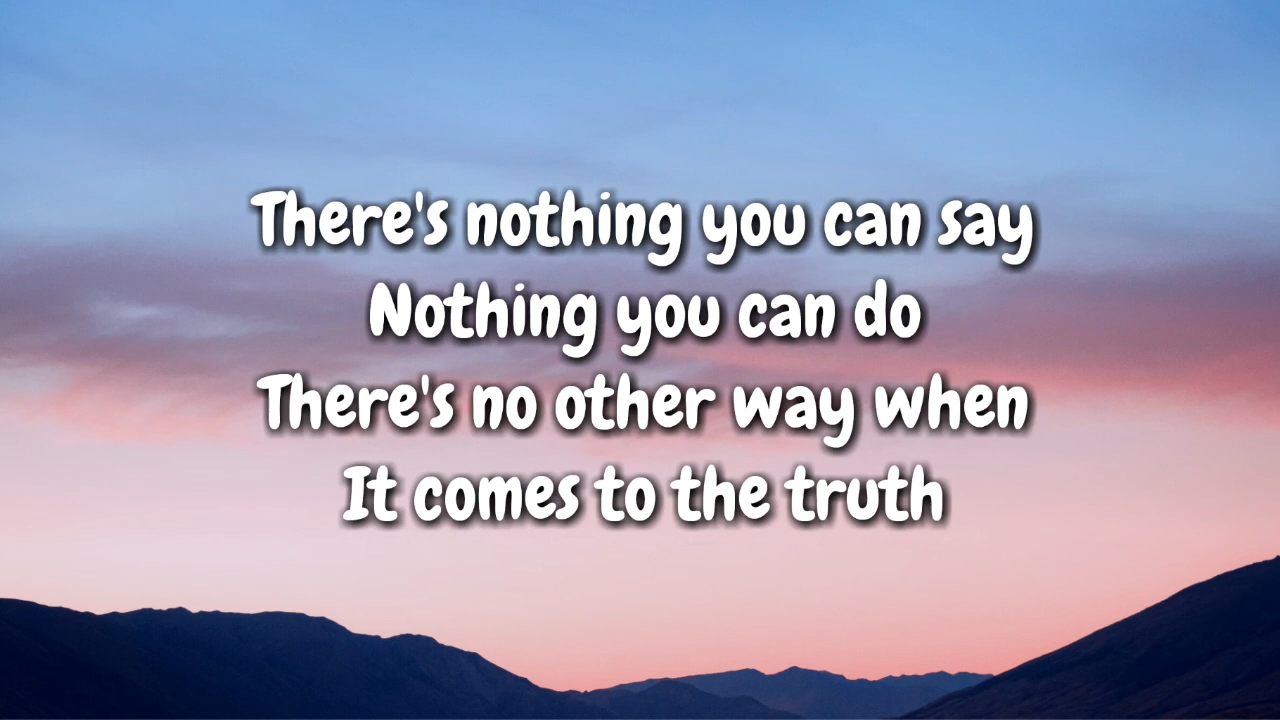 There's nothing you can say
Nothing you can do
There's no other way when
It comes to the truth